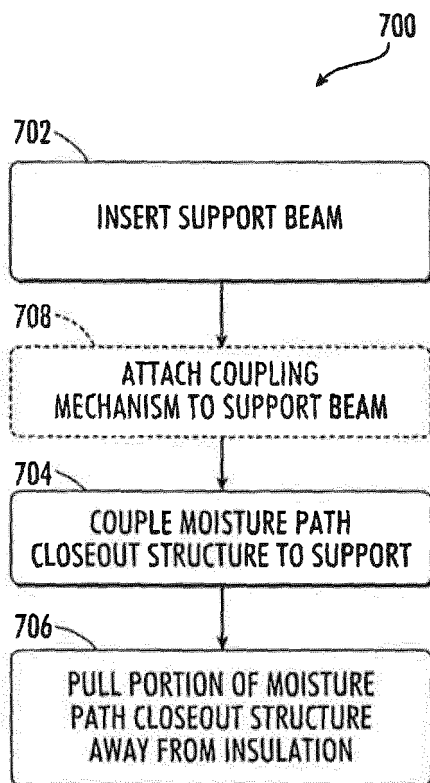 700
702
INSERT SUPPORT BEAM
708
ATTACH COUPLING
MECHANISM TO SUPPORT BEAM
704
COUPLE MOISTURE PATH
CLOSEOUT STRUCTURE TO SUPPORT
706
PULL PORTION OF MOISTURE
PATH CLOSEOUT STRUCTURE
AWAY FROM INSULATION